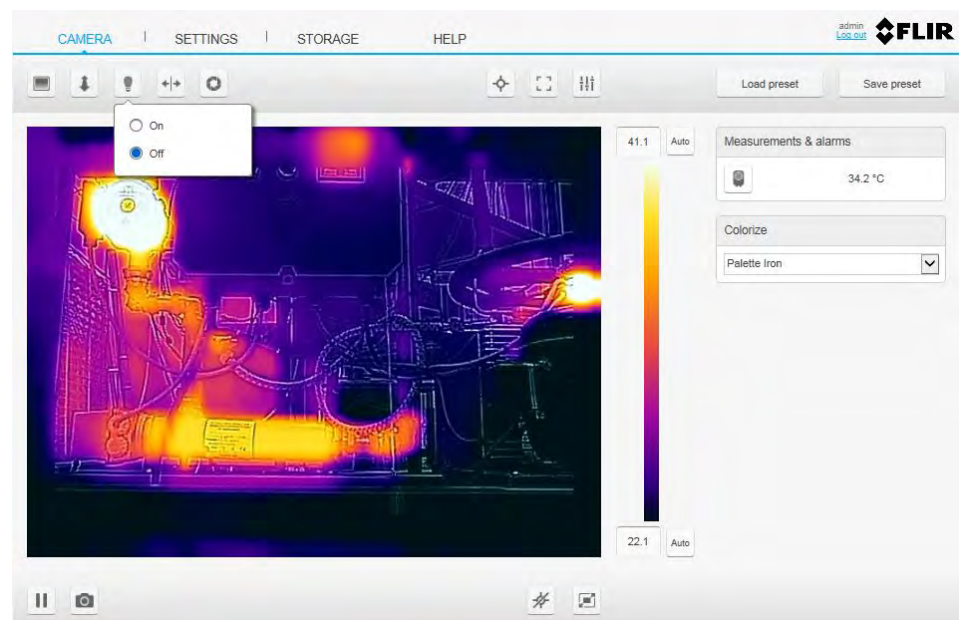 CAMERA
SETTINGS
STORAGE
HELP
admin
Log out
FLIR
Load preset
Save preset
On
Off
41.1
Auto
Measurements & alarms
34.2 °C
Colorize
Palette Iron
22.1
Auto